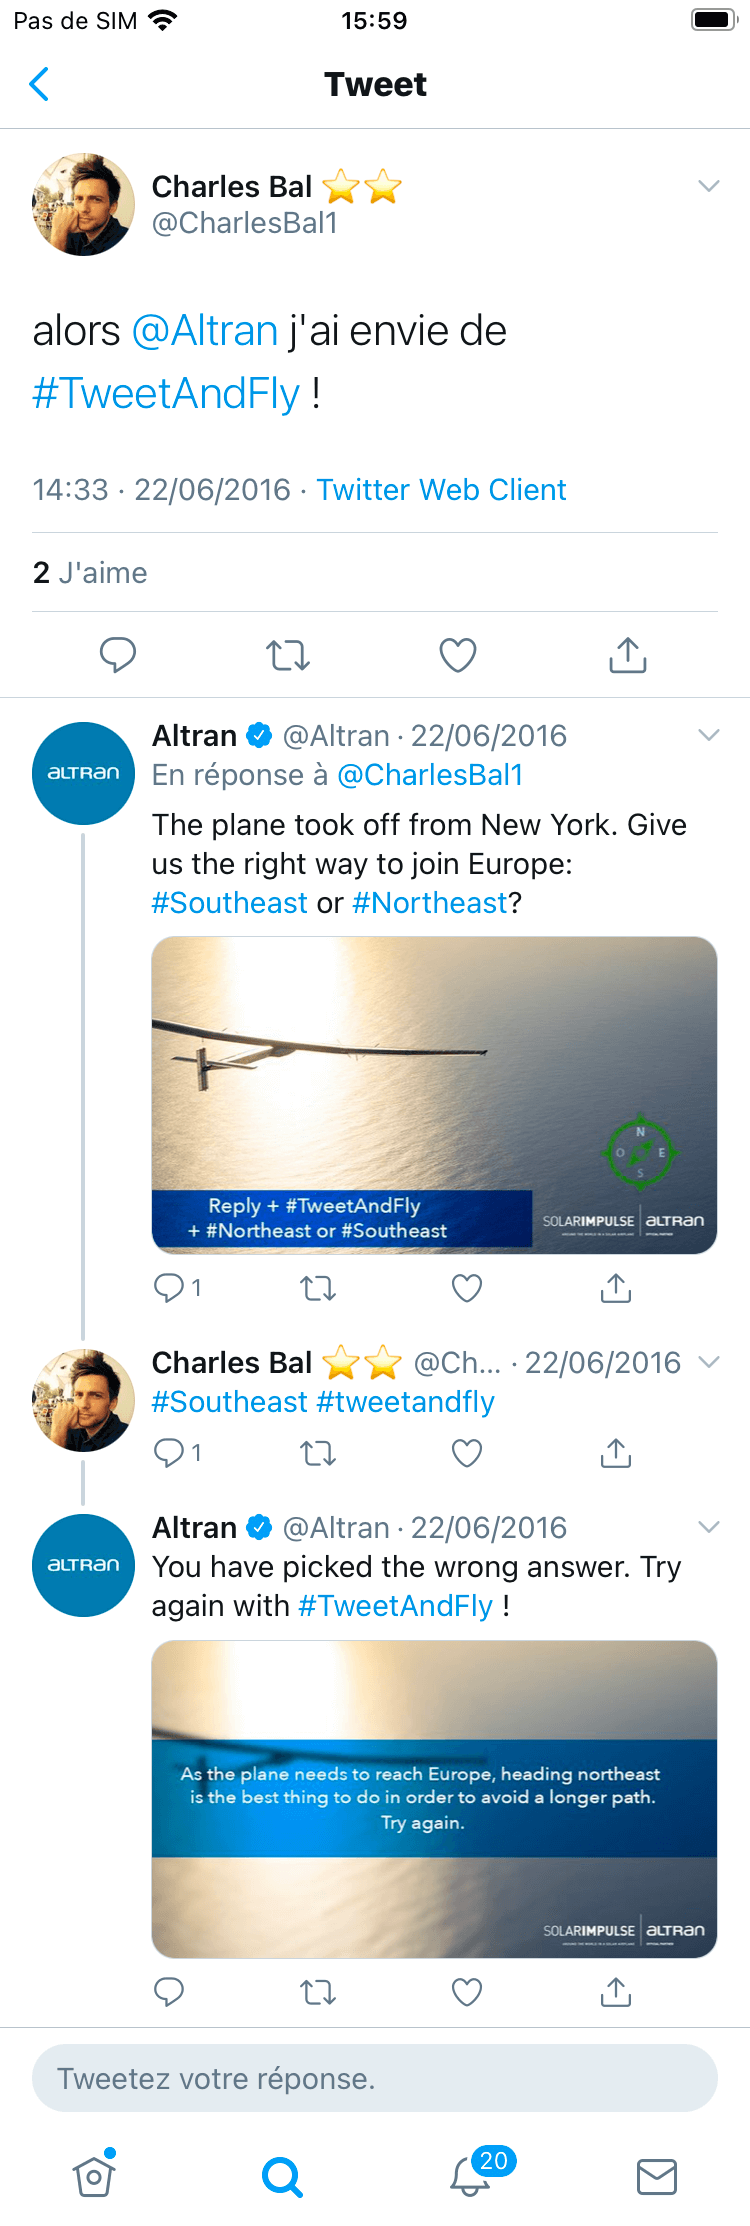 Pas de SIM
15:59
Tweet
Charles Bal ⭐⭐
@CharlesBal1
alors @Altran j'ai envie de
#TweetAndFly !
14:33 · 22/06/2016 · Twitter Web Client
2 J'aime
ALTRan
Altran @Altran · 22/06/2016
En réponse à @CharlesBal1
The plane took off from New York. Give
us the right way to join Europe:
#Southeast or #Northeast?
N
O E
S
Reply + #TweetAndFly
+ #Northeast or #Southeast
SOLARIMPULSE ALTRan
1
Charles Bal ⭐⭐ @Ch... · 22/06/2016
#Southeast #tweetandfly
1
ALTRan
Altran @Altran · 22/06/2016
You have picked the wrong answer. Try
again with #TweetAndFly !
As the plane needs to reach Europe, heading northeast
is the best thing to do in order to avoid a longer path.
Try again.
SOLARIMPULSE ALTRan
Tweetez votre réponse.
20